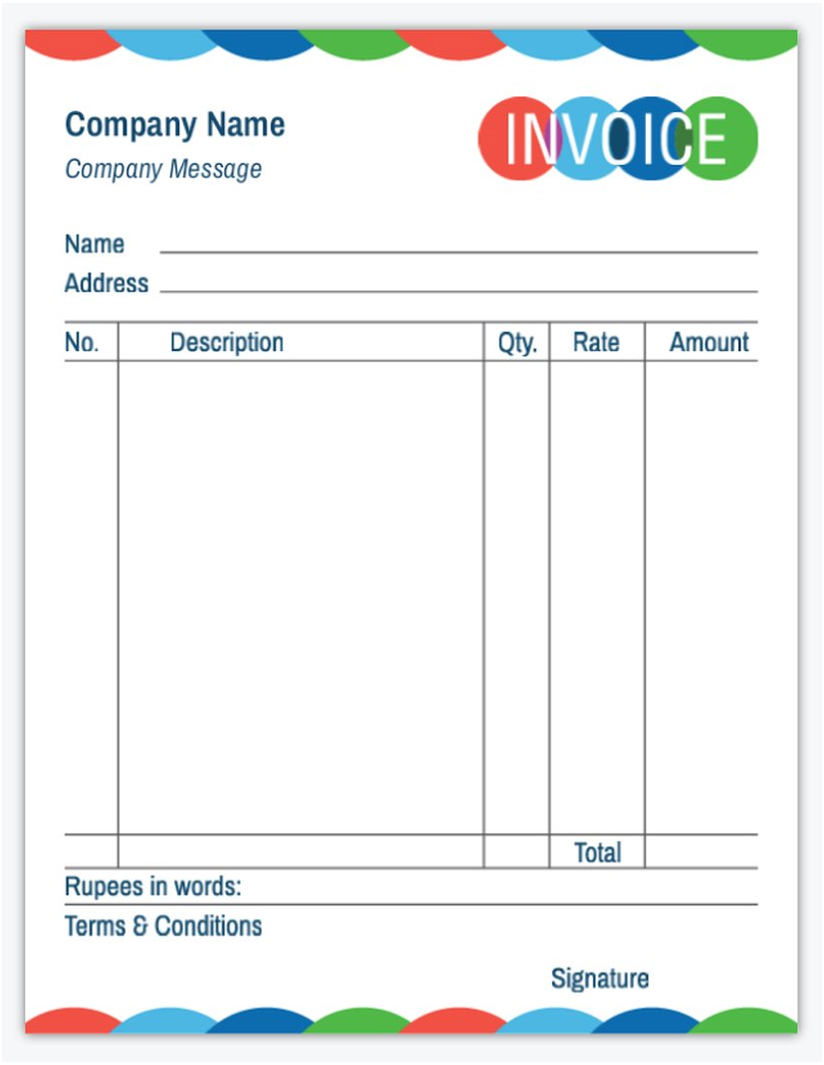 Company Name
INVOICE
Company Message
Name
Address
No. Description Qty. Rate Amount
Total
Rupees in words:
Terms & Conditions
Signature